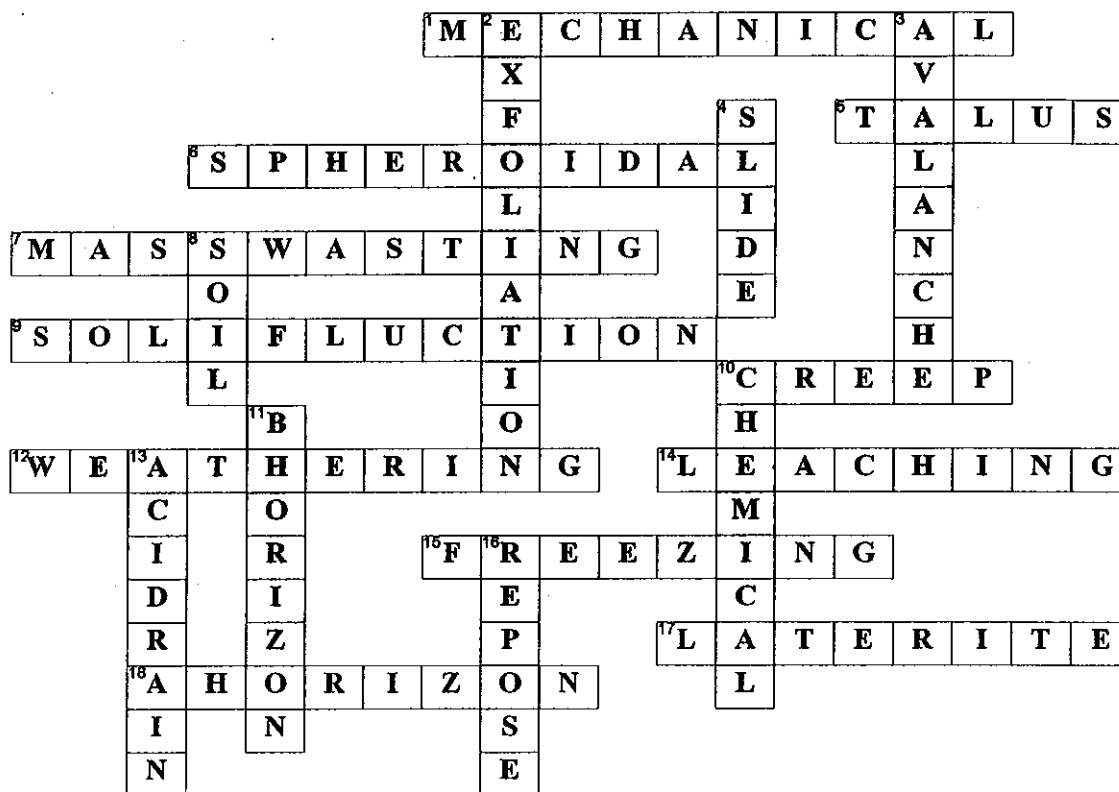 1M 2E C H A N I C 3A L
X V
F 4S 5T A L U S
6S P H E R O I D A L L
L I A
7M A S 8S W A S T I N G D N
O A E C
9S O L I F L U C T I O N H
L I 10C R E E P
11B O H
12W E 13A T H E R I N G 14L E A C H I N G
C O M
I R 15F 16R E E Z I N G
D I E C
R Z P 17L A T E R I T E
18A H O R I Z O N L
I N S
N E